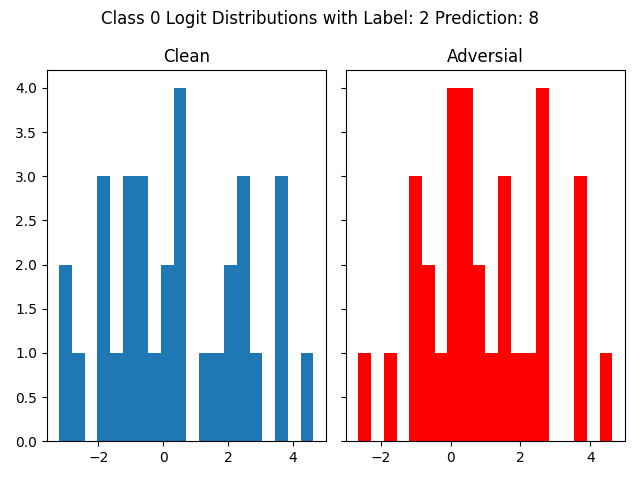 Class 0 Logit Distributions with Label: 2 Prediction: 8
Clean
Adversial
4.0
3.5
3.0
2.5
2.0
1.5
1.0
0.5
0.0
−2 0 2 4
−2 0 2 4